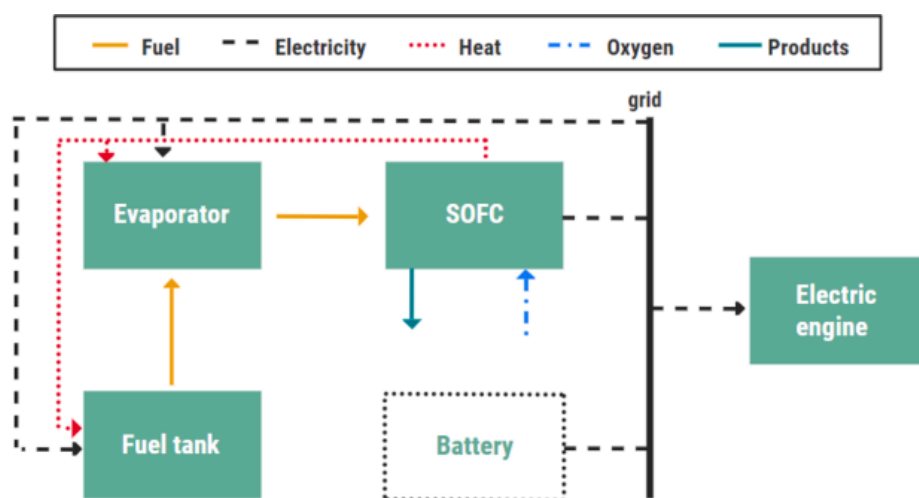 Fuel Electricity Heat Oxygen Products
grid
Evaporator
SOFC
Electric
engine
Fuel tank
Battery